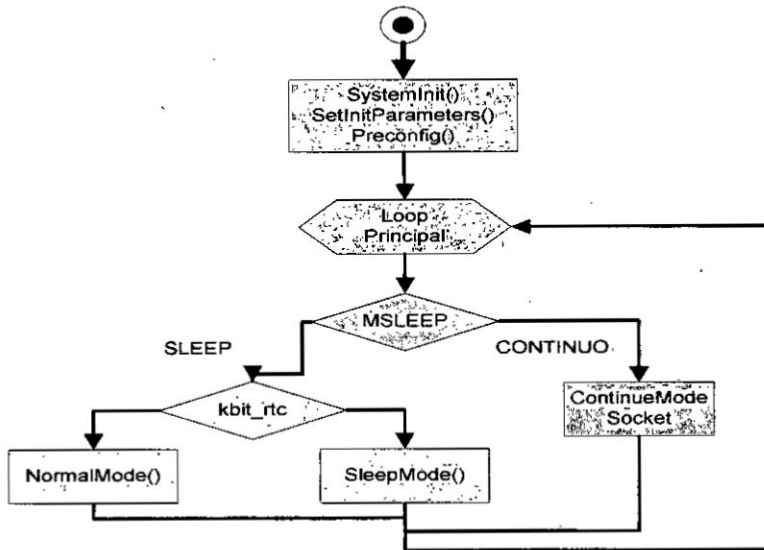 SystemInit()
SetInitParameters()
Preconfig()
Loop
Principal
MSLEEP
SLEEP
CONTINUO
kbit_rtc
ContinueMode
Socket
NormalMode()
SleepMode()